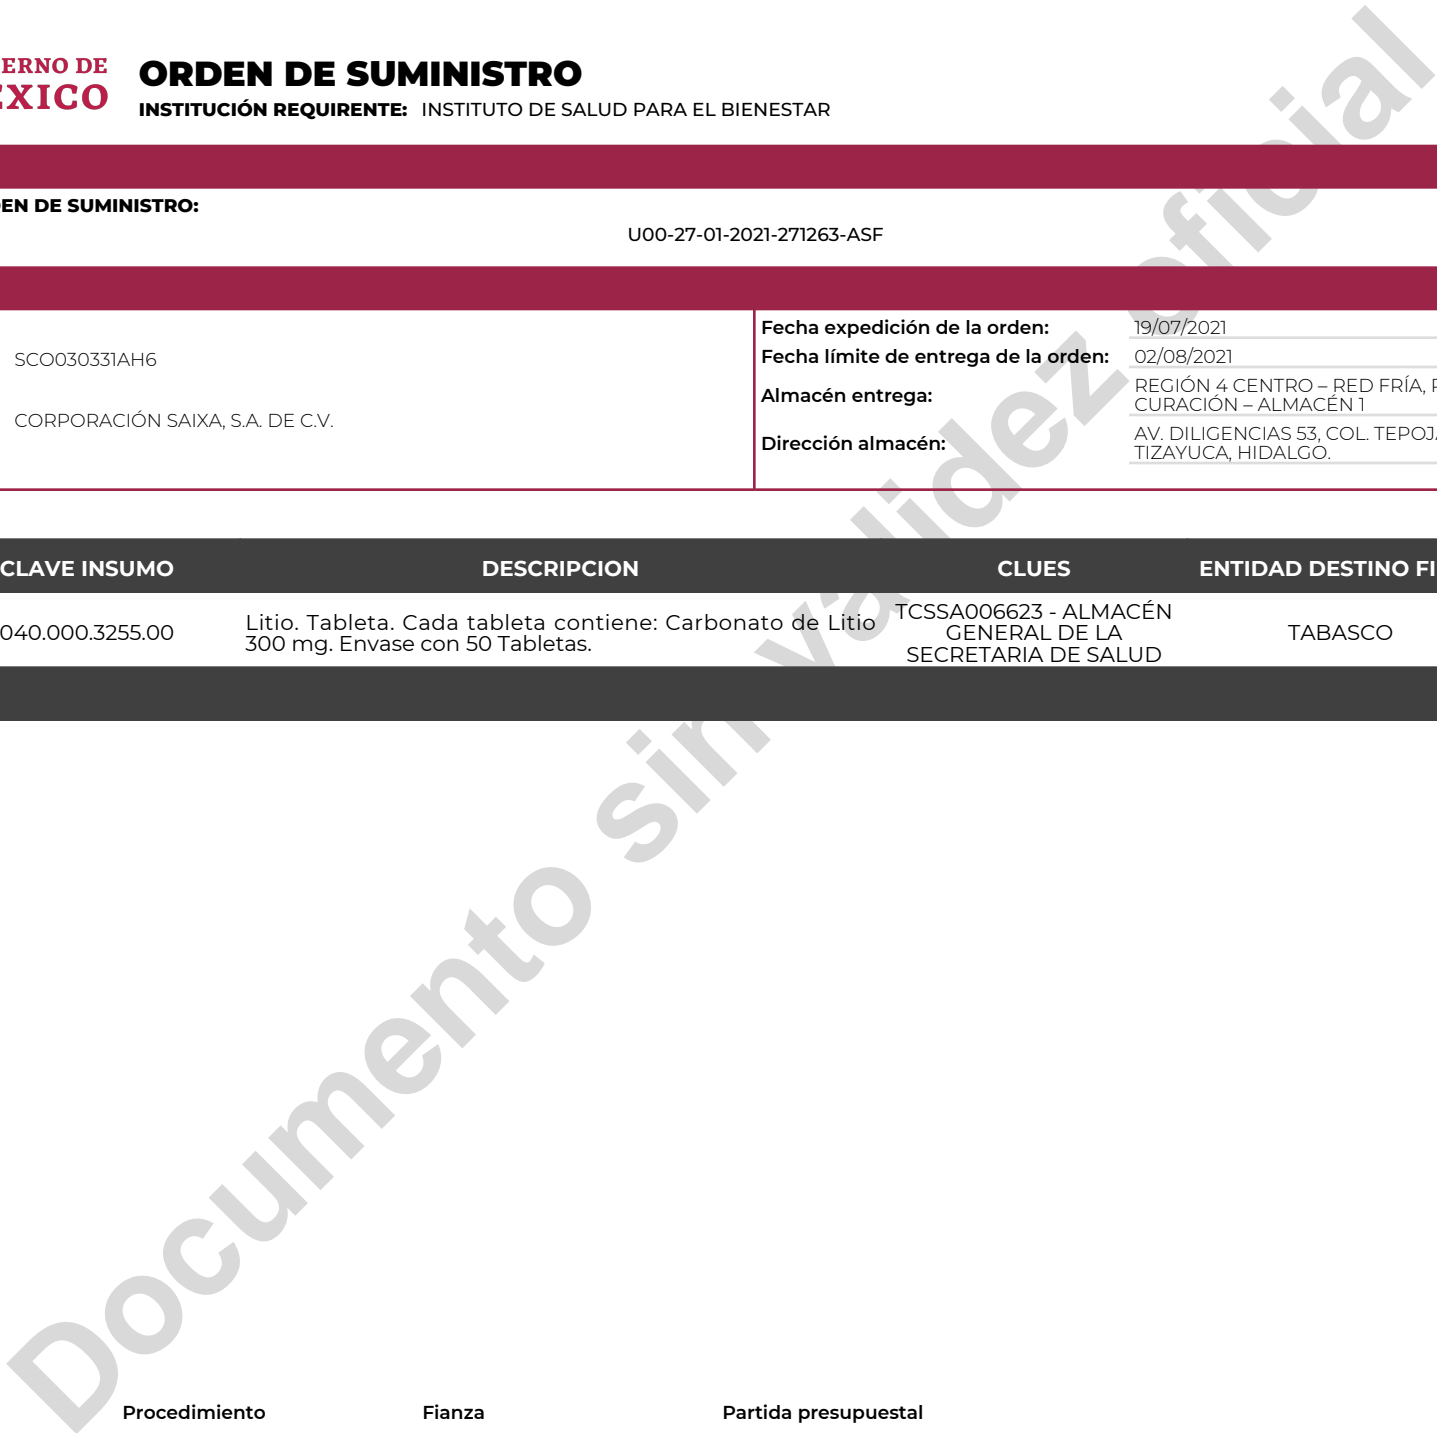 ERNO DE
EXICO
ORDEN DE SUMINISTRO
INSTITUCIÓN REQUIRENTE: INSTITUTO DE SALUD PARA EL BIENESTAR
EN DE SUMINISTRO:
U00-27-01-2021-271263-ASF
SCO030331AH6
CORPORACIÓN SAIXA, S.A. DE C.V.
Fecha expedición de la orden: 19/07/2021
Fecha límite de entrega de la orden: 02/08/2021
Almacén entrega: REGIÓN 4 CENTRO – RED FRÍA,
CURACIÓN – ALMACÉN 1
Dirección almacén: AV. DILIGENCIAS 53, COL. TEPOJ
TIZAYUCA, HIDALGO.
CLAVE INSUMO DESCRIPCION CLUES ENTIDAD DESTINO FI
040.000.3255.00
Litio. Tableta. Cada tableta contiene: Carbonato de Litio
300 mg. Envase con 50 Tabletas.
TCSSA006623 - ALMACÉN
GENERAL DE LA
SECRETARIA DE SALUD
TABASCO
Documento sin validez oficial
Procedimiento Fianza Partida presupuestal